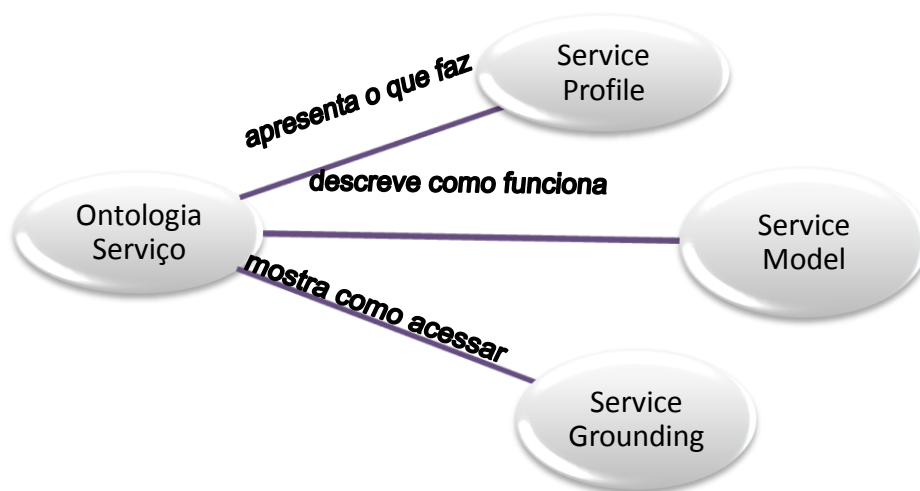 Service
Profile
apresenta o que faz
descreve como funciona
Ontologia
Serviço
Service
Model
mostra como acessar
Service
Grounding